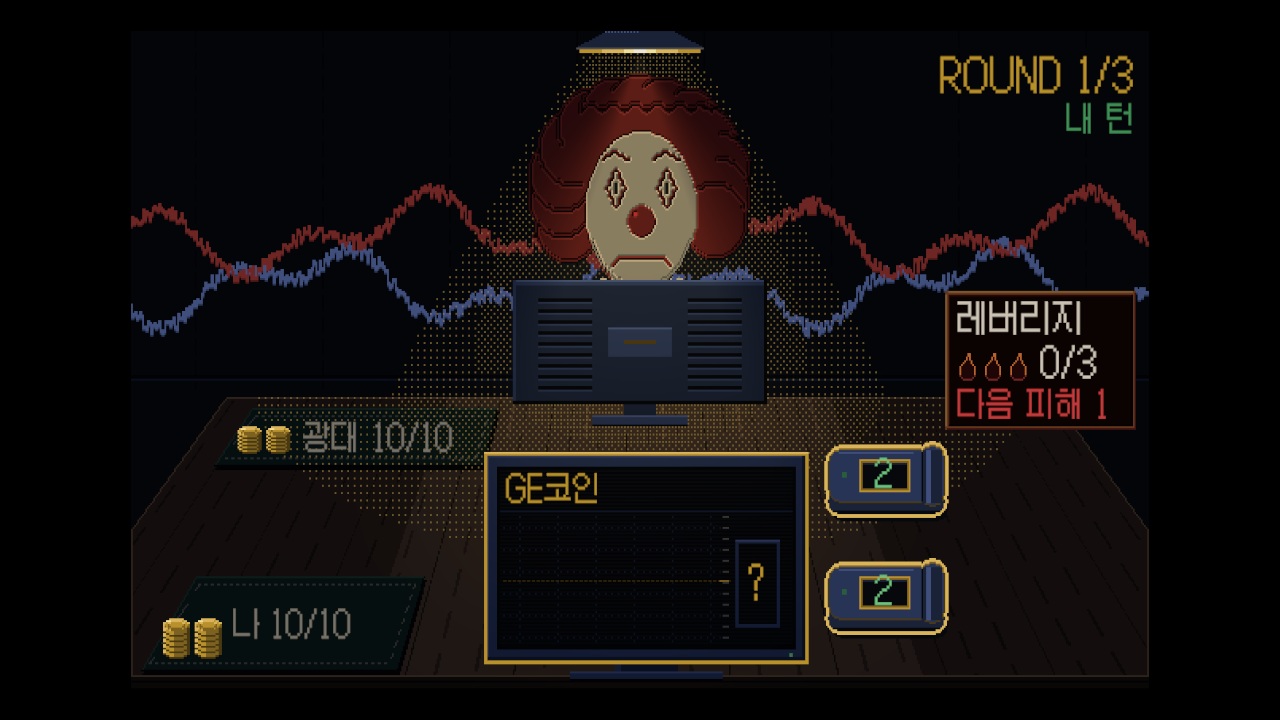 ROUND 1/3
내 턴
레버리지
0/3
다음 피해 1
광대 10/10
GE코인
?
2
2
나 10/10